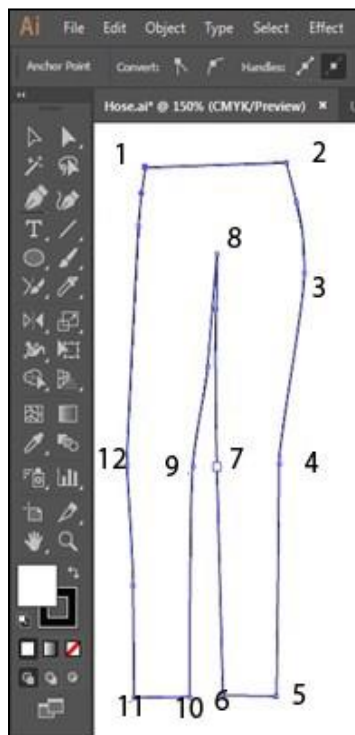 Ai File Edit Object Type Select Effect
Anchor Point Convert: Handles:
Hose.ai* @ 150% (CMYK/Preview) ×
1 2
8
3
12 9 7 4
11 10 6 5